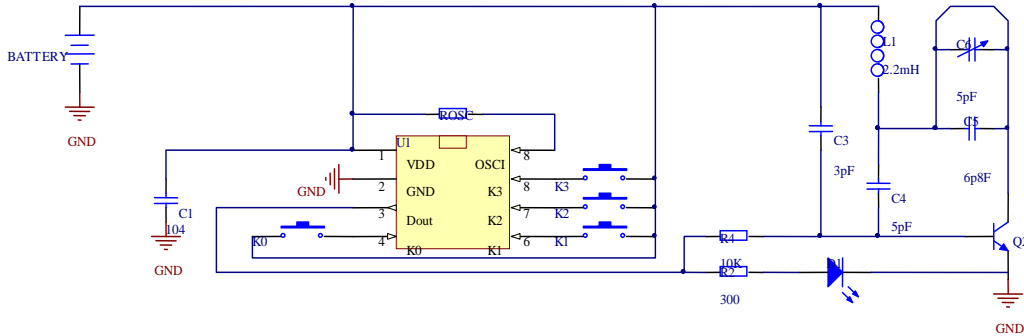 BATTERY
GND
ROSC
U1
1
VDD
OSCI
8
2
GND
GND
K3
8
K3
3
Dout
K2
7
K2
4
K0
K1
6
K1
K0
C1
104
GND
L1
2.2mH
C6
5pF
C5
6p8F
C3
3pF
C4
5pF
R4
10K
R2
300
GND